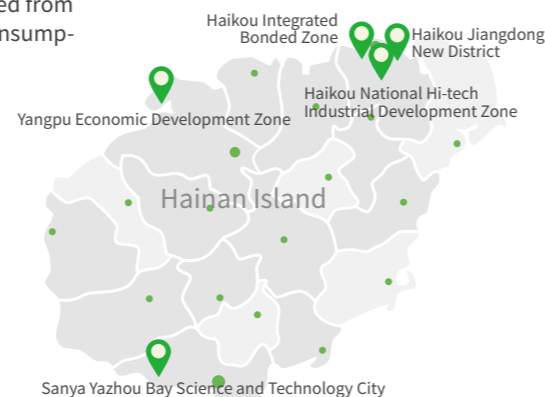 ed from
nsump-
Haikou Integrated
Bonded Zone
Haikou Jiangdong
New District
Haikou National Hi-tech
Industrial Development Zone
Yangpu Economic Development Zone
Hainan Island
Sanya Yazhou Bay Science and Technology City